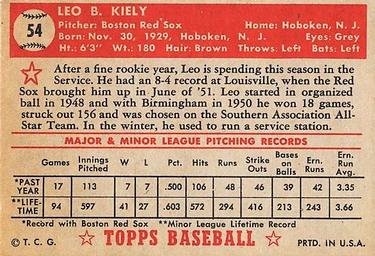 54
LEO B. KIELY
Pitcher: Boston Red Sox Home: Hoboken, N. J.
Born: Nov. 30, 1929, Hoboken, N. J. Eyes: Grey
Ht.: 6'3" Wt.: 180 Hair: Brown Throws: Left Bats: Left
After a fine rookie year, Leo is spending this season in the
Service. He had an 8-4 record at Louisville, when the Red
Sox brought him up in June of '51. Leo started in organized
ball in 1948 and with Birmingham in 1950 he won 18 games,
struck out 156 and was chosen on the Southern Association All-
Star Team. In the winter, he used to run a service station.
MAJOR & MINOR LEAGUE PITCHING RECORDS
Games Innings Pitched W L Pct. Hits Runs Strike Outs Bases on Balls Ern. Runs Ern. Run Avg.
*PAST YEAR 17 113 7 7 .500 106 48 46 39 42 3.35
**LIFE-TIME 94 597 41 27 .603 572 294 416 213 243 3.66
*Record with Boston Red Sox **Minor League Lifetime Record
© T. C. G. TOPPS BASEBALL PRTD. IN U.S.A.